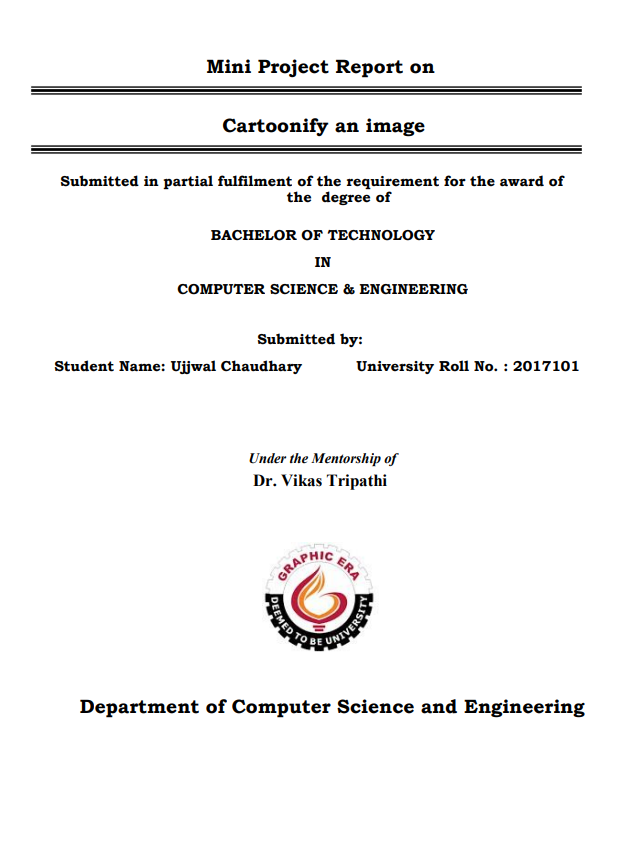 Mini Project Report on
Cartoonify an image
Submitted in partial fulfilment of the requirement for the award of
the degree of
BACHELOR OF TECHNOLOGY
IN
COMPUTER SCIENCE & ENGINEERING
Submitted by:
Student Name: Ujjwal Chaudhary University Roll No. : 2017101
Under the Mentorship of
Dr. Vikas Tripathi
GRAPHIC ERA
DEEMED TO BE UNIVERSITY
Department of Computer Science and Engineering